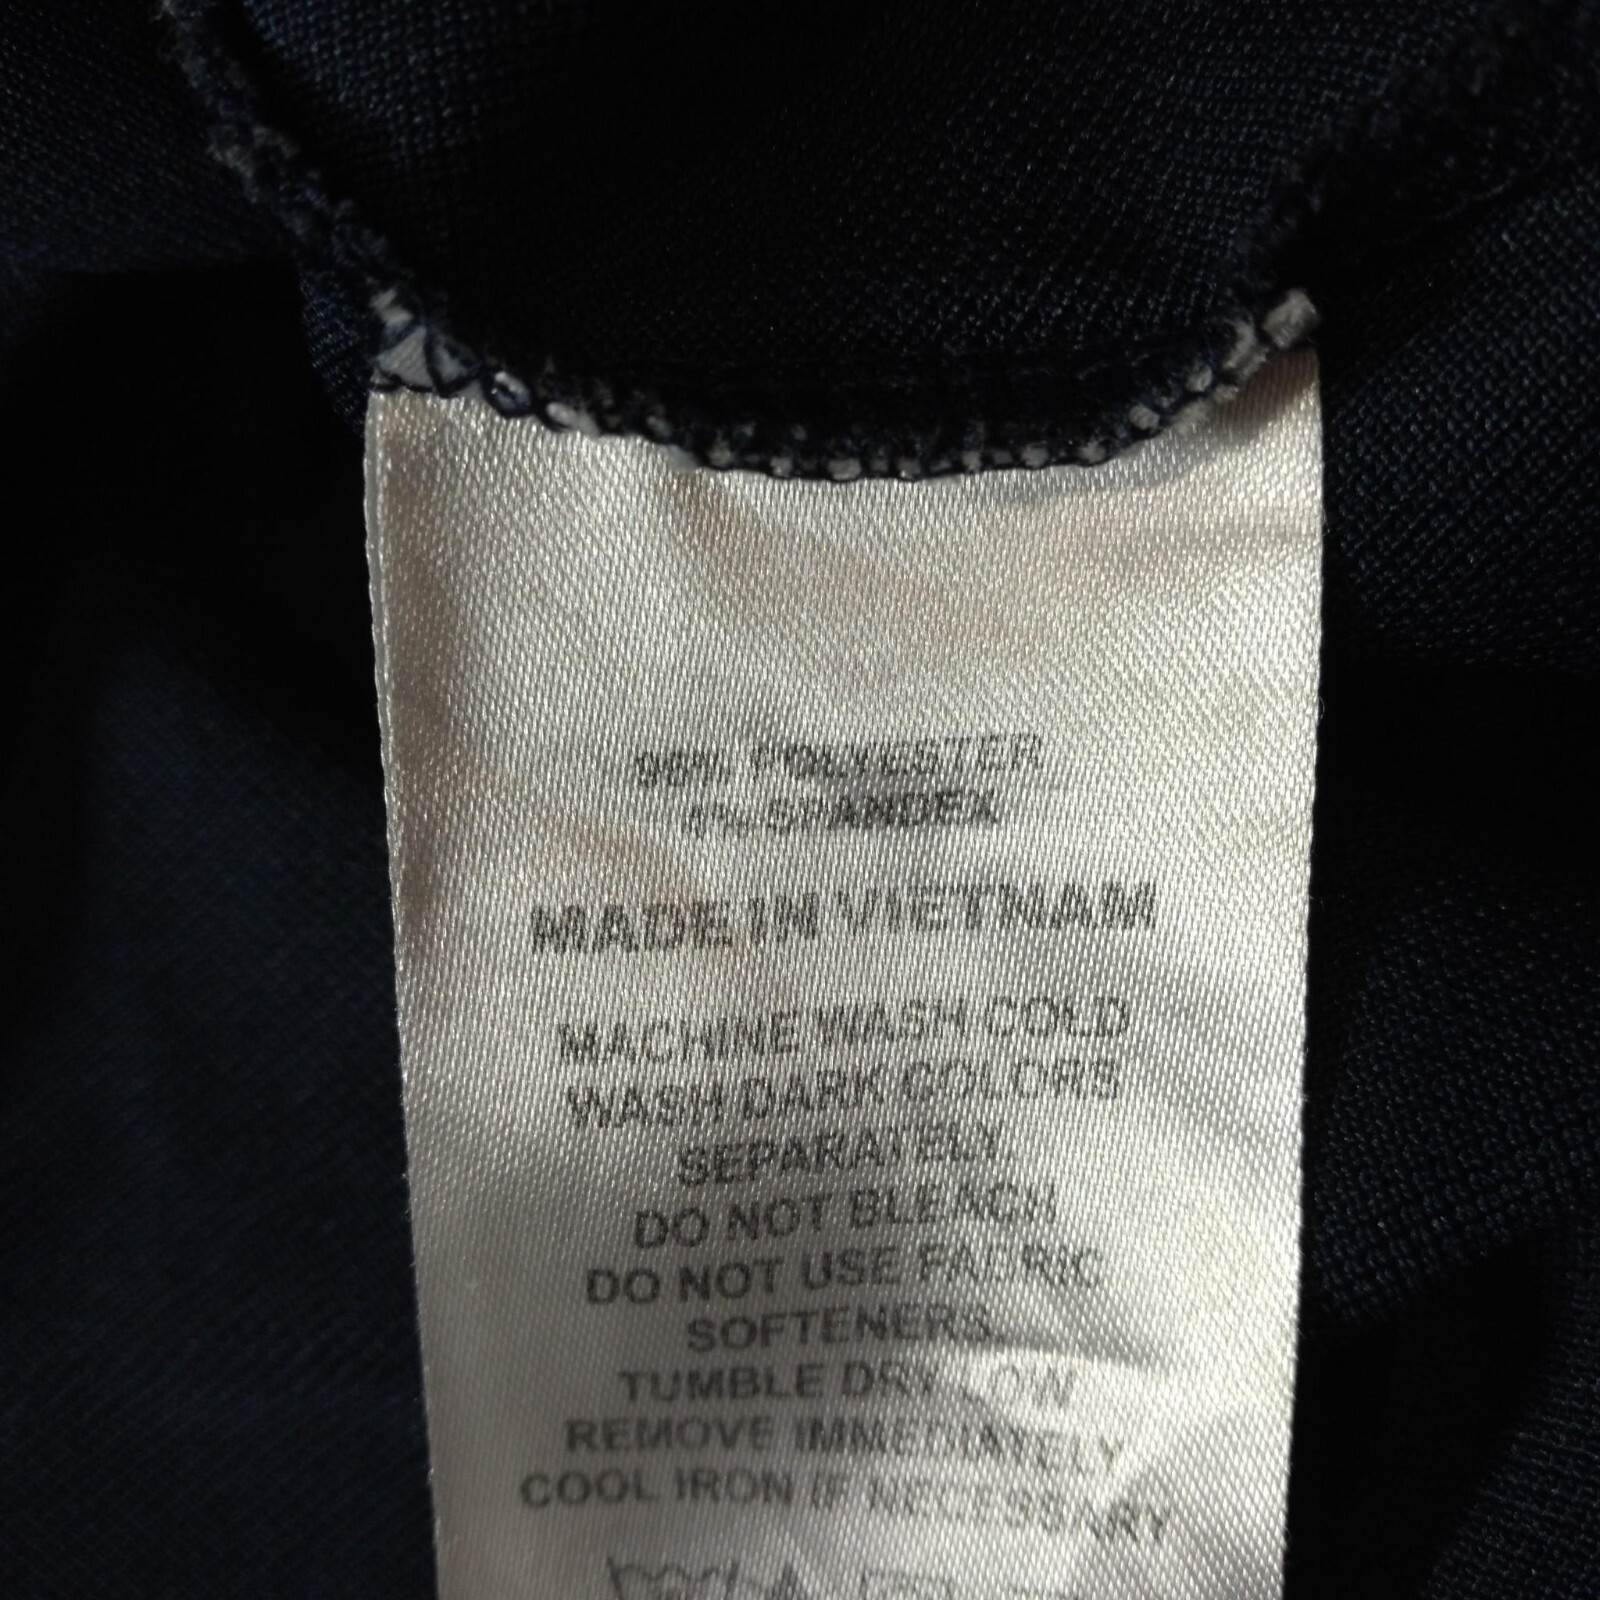 POLYESTER
SPANDEX
MADE IN VIETNAM
MACHINE WASH COLD
WASH DARK COLORS
SEPARATELY
DO NOT BLEACH
DO NOT USE FABRIC
SOFTENERS
TUMBLE DRY LOW
REMOVE IMMEDIATELY
COOL IRON IF NECESSARY